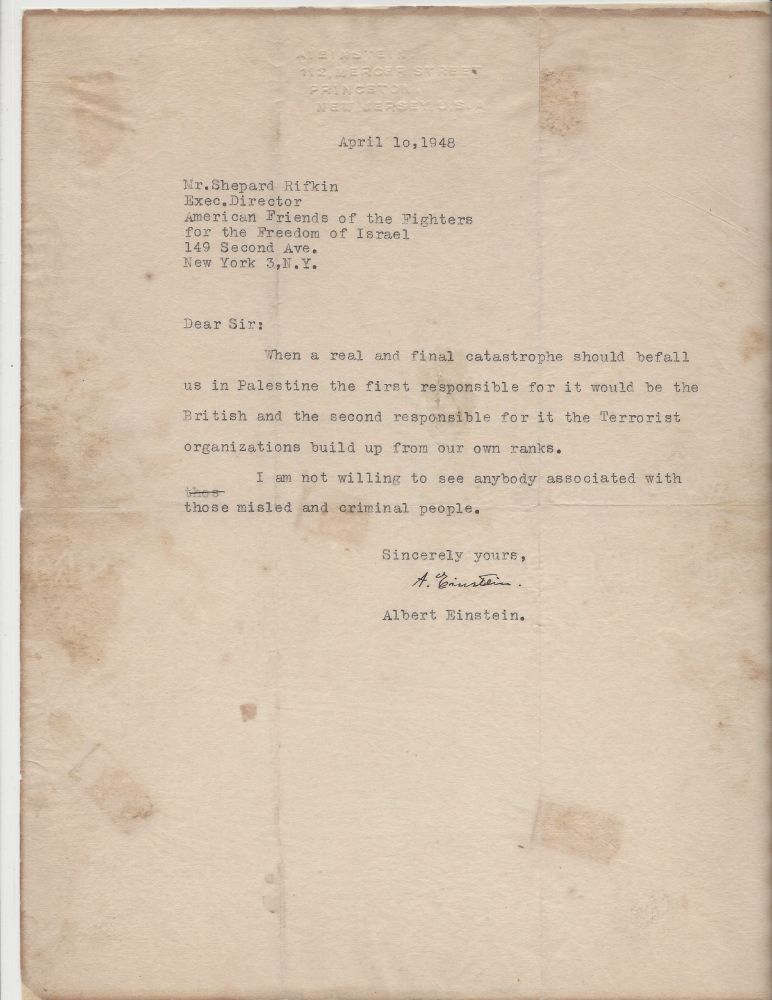 A. EINSTEIN
112, MERCER STREET
PRINCETON
NEW JERSEY, U.S.A.
April 1o,1948
Mr.Shepard Rifkin
Exec.Director
American Friends of the Fighters
for the Freedom of Israel
149 Second Ave.
New York 3,N.Y.
Dear Sir:
When a real and final catastrophe should befall
us in Palestine the first responsible for it would be the
British and the second responsible for it the Terrorist
organizations build up from our own ranks.
I am not willing to see anybody associated with
thos
those misled and criminal people.
Sincerely yours,
A. Einstein.
Albert Einstein.